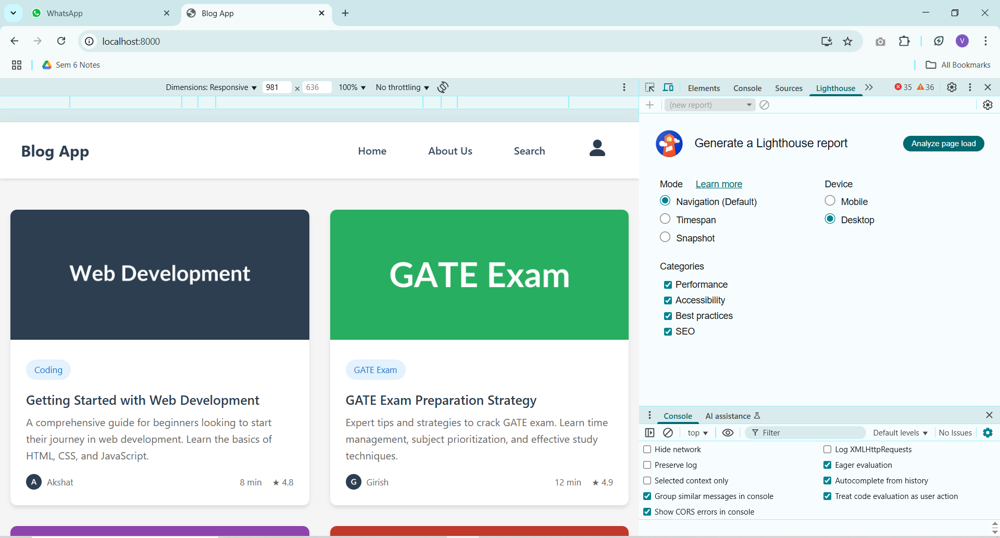 WhatsApp
Blog App
localhost:8000
Sem 6 Notes
All Bookmarks
Dimensions: Responsive 981 × 636 100% No throttling
Elements Console Sources Lighthouse 35 36
(new report)
Blog App
Home About Us Search
Generate a Lighthouse report
Analyze page load
Mode Learn more
Navigation (Default)
Timespan
Snapshot
Device
Mobile
Desktop
Categories
Performance
Accessibility
Best practices
SEO
Web Development
Coding
Getting Started with Web Development
A comprehensive guide for beginners looking to start
their journey in web development. Learn the basics of
HTML, CSS, and JavaScript.
A Akshat 8 min ★ 4.8
GATE Exam
GATE Exam
GATE Exam Preparation Strategy
Expert tips and strategies to crack GATE exam. Learn time
management, subject prioritization, and effective study
techniques.
G Girish 12 min ★ 4.9
Console AI assistance
top Filter Default levels No Issues
Hide network
Preserve log
Selected context only
Group similar messages in console
Show CORS errors in console
Log XMLHttpRequests
Eager evaluation
Autocomplete from history
Treat code evaluation as user action
V